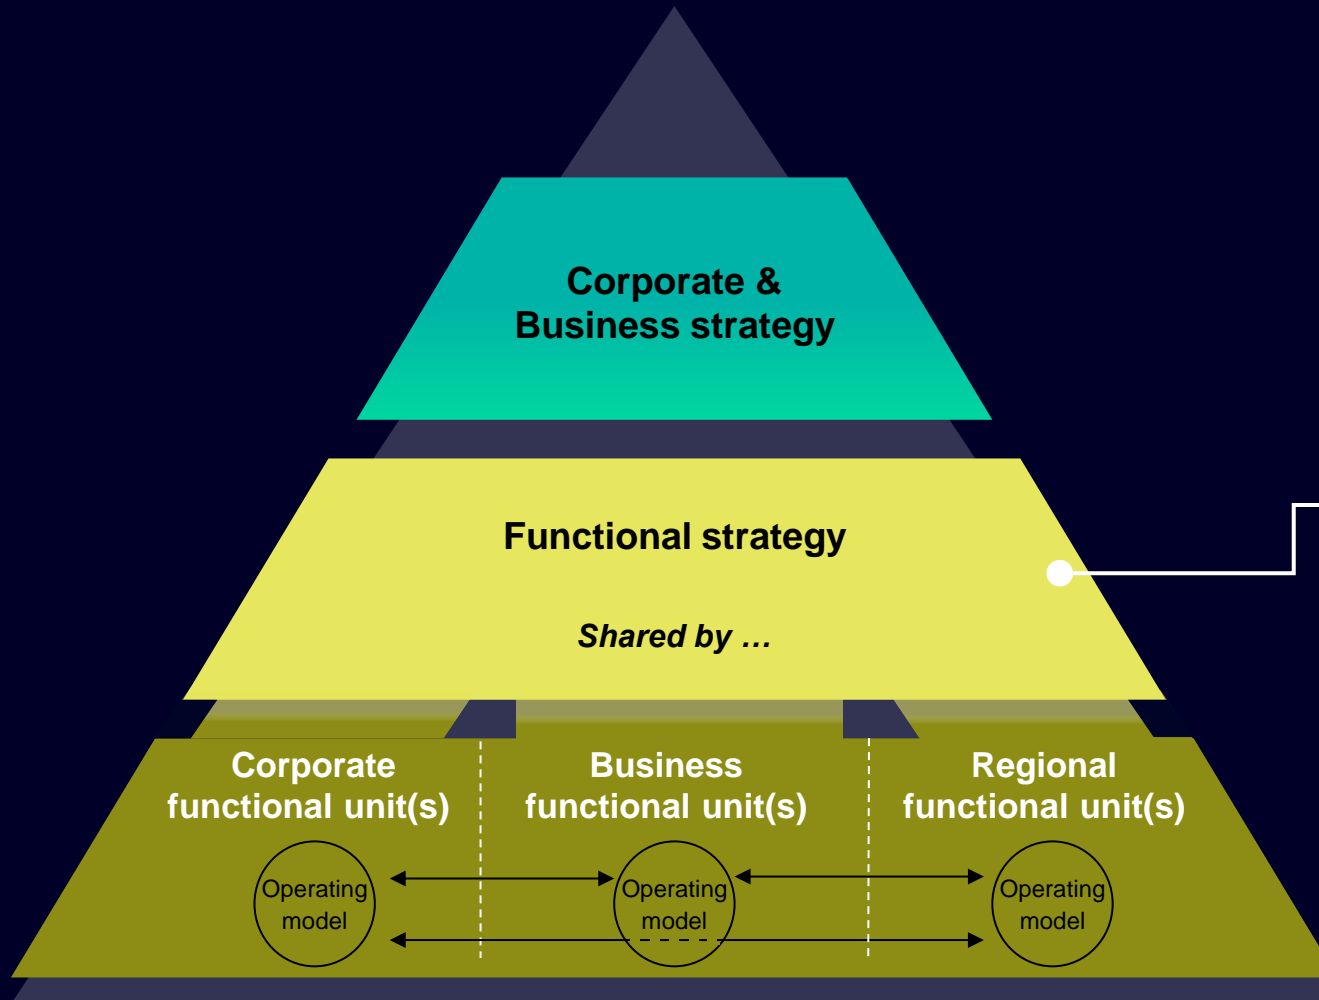 Corporate &
Business strategy
Functional strategy
Shared by …
Corporate
functional unit(s)
Business
functional unit(s)
Regional
functional unit(s)
Operating
model
Operating
model
Operating
model